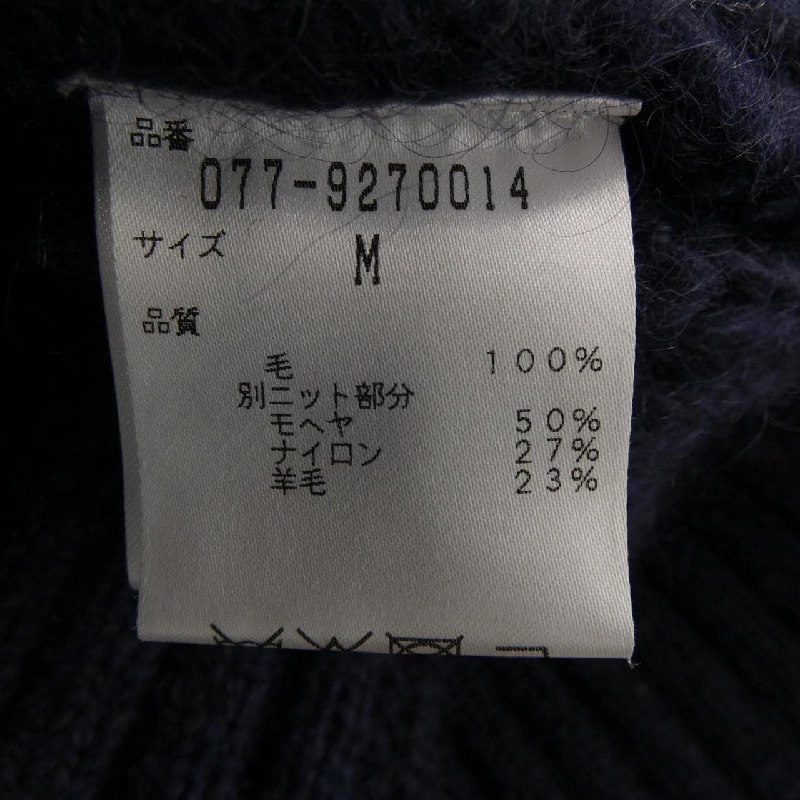 品番
077-9270014
サイズ
M
品質
毛 100%
別ニット部分
モヘヤ 50%
ナイロン 27%
羊毛 23%